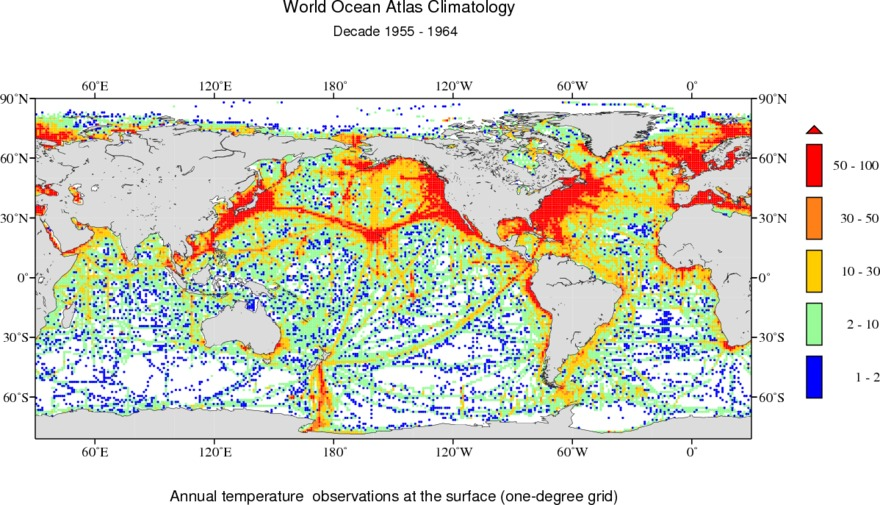 World Ocean Atlas Climatology
Decade 1955 - 1964
60°E 120°E 180° 120°W 60°W 0°
90°N 90°N
60°N 60°N
30°N 30°N
0° 0°
30°S 30°S
60°S 60°S
60°E 120°E 180° 120°W 60°W 0°
50 - 100
30 - 50
10 - 30
2 - 10
1 - 2
Annual temperature observations at the surface (one-degree grid)